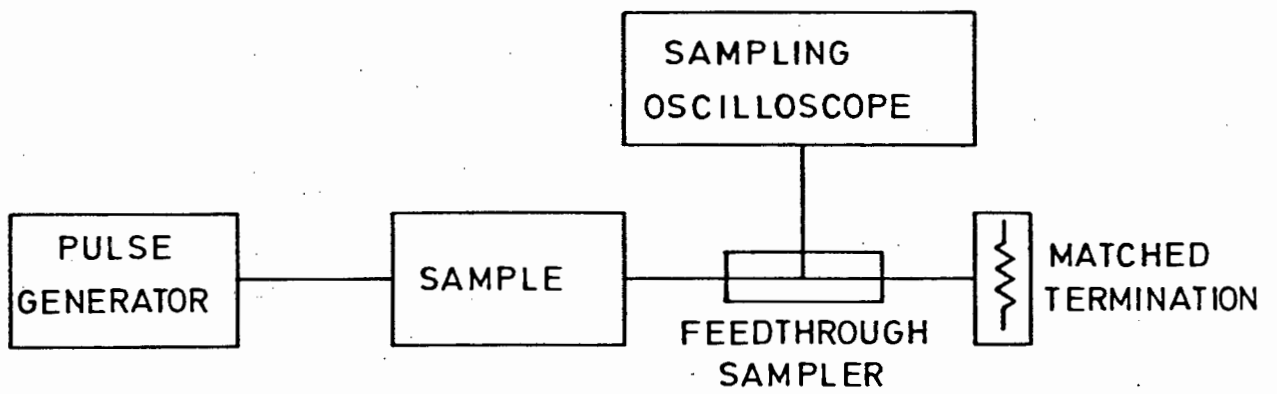 SAMPLING
OSCILLOSCOPE
PULSE
GENERATOR
SAMPLE
FEEDTHROUGH
SAMPLER
MATCHED
TERMINATION